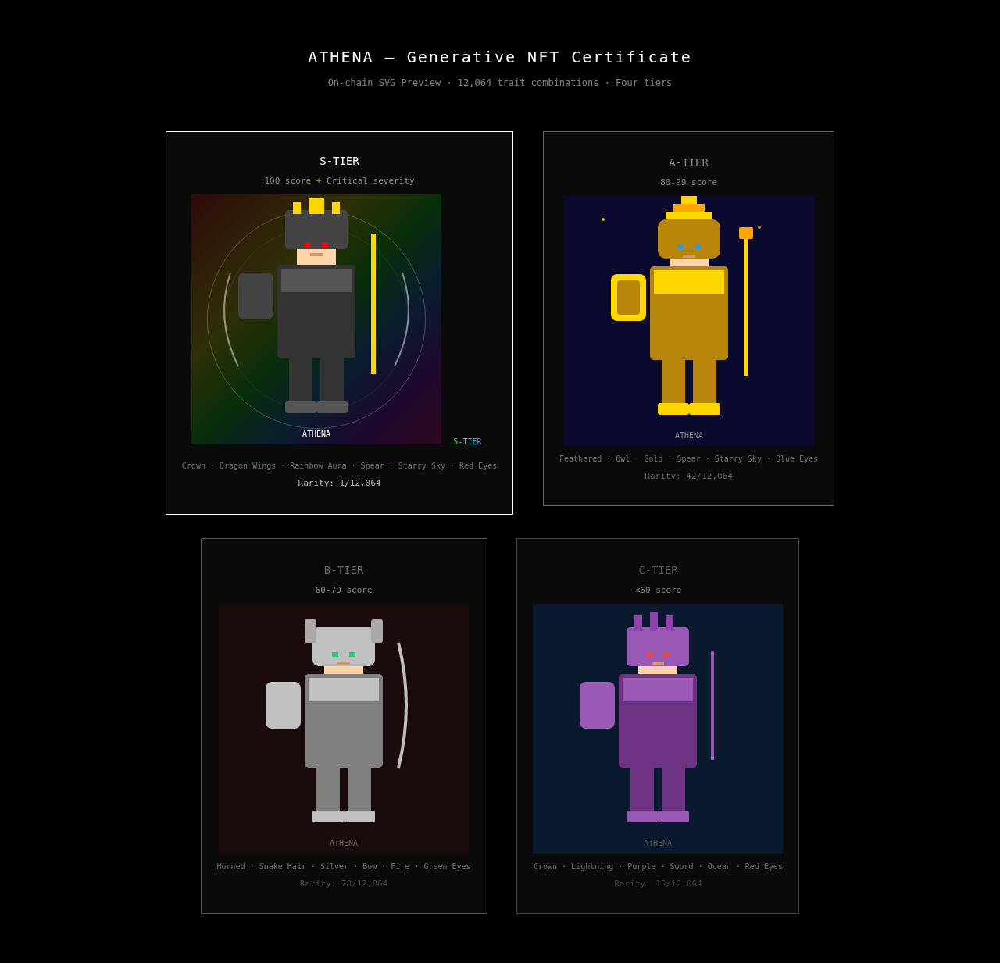 ATHENA — Generative NFT Certificate
On-chain SVG Preview · 12,064 trait combinations · Four tiers
S-TIER
100 score + Critical severity
ATHENA
S-TIER
Crown · Dragon Wings · Rainbow Aura · Spear · Starry Sky · Red Eyes
Rarity: 1/12,064
A-TIER
80-99 score
ATHENA
Feathered · Owl · Gold · Spear · Starry Sky · Blue Eyes
Rarity: 42/12,064
B-TIER
60-79 score
ATHENA
Horned · Snake Hair · Silver · Bow · Fire · Green Eyes
Rarity: 78/12,064
C-TIER
<60 score
ATHENA
Crown · Lightning · Purple · Sword · Ocean · Red Eyes
Rarity: 15/12,064